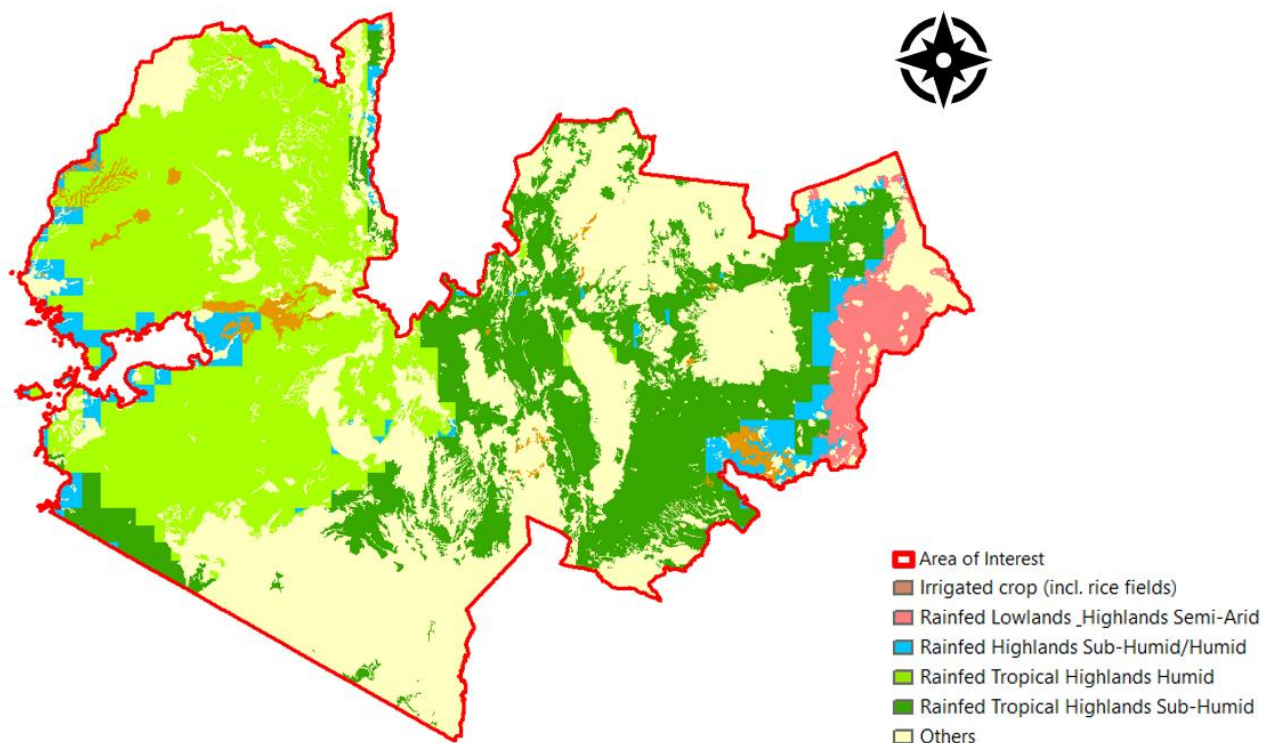 Area of Interest
Irrigated crop (incl. rice fields)
Rainfed Lowlands _Highlands Semi-Arid
Rainfed Highlands Sub-Humid/Humid
Rainfed Tropical Highlands Humid
Rainfed Tropical Highlands Sub-Humid
Others